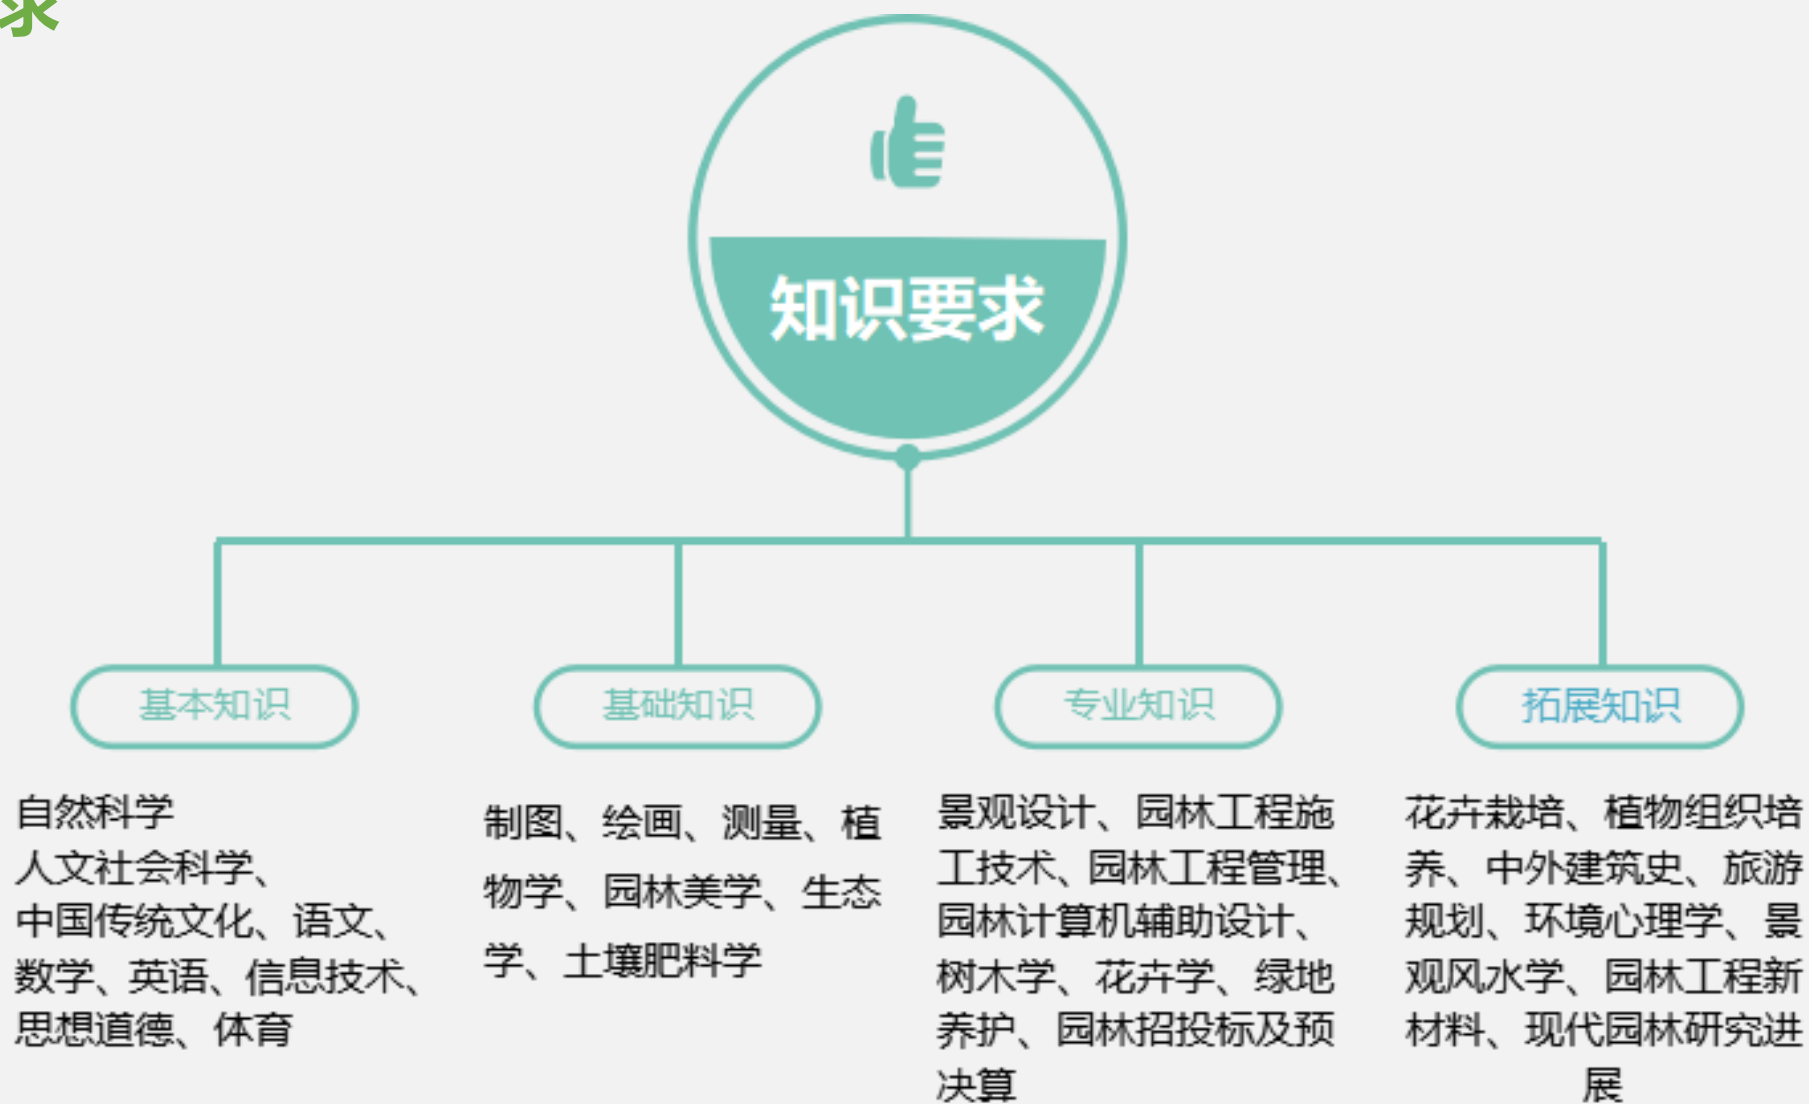 求
知识要求
基本知识
基础知识
专业知识
拓展知识
自然科学
人文社会科学、
中国传统文化、语文、
数学、英语、信息技术、
思想道德、体育
制图、绘画、测量、植
物学、园林美学、生态
学、土壤肥料学
景观设计、园林工程施
工技术、园林工程管理、
园林计算机辅助设计、
树木学、花卉学、绿地
养护、园林招投标及预
决算
花卉栽培、植物组织培
养、中外建筑史、旅游
规划、环境心理学、景
观风水学、园林工程新
材料、现代园林研究进
展